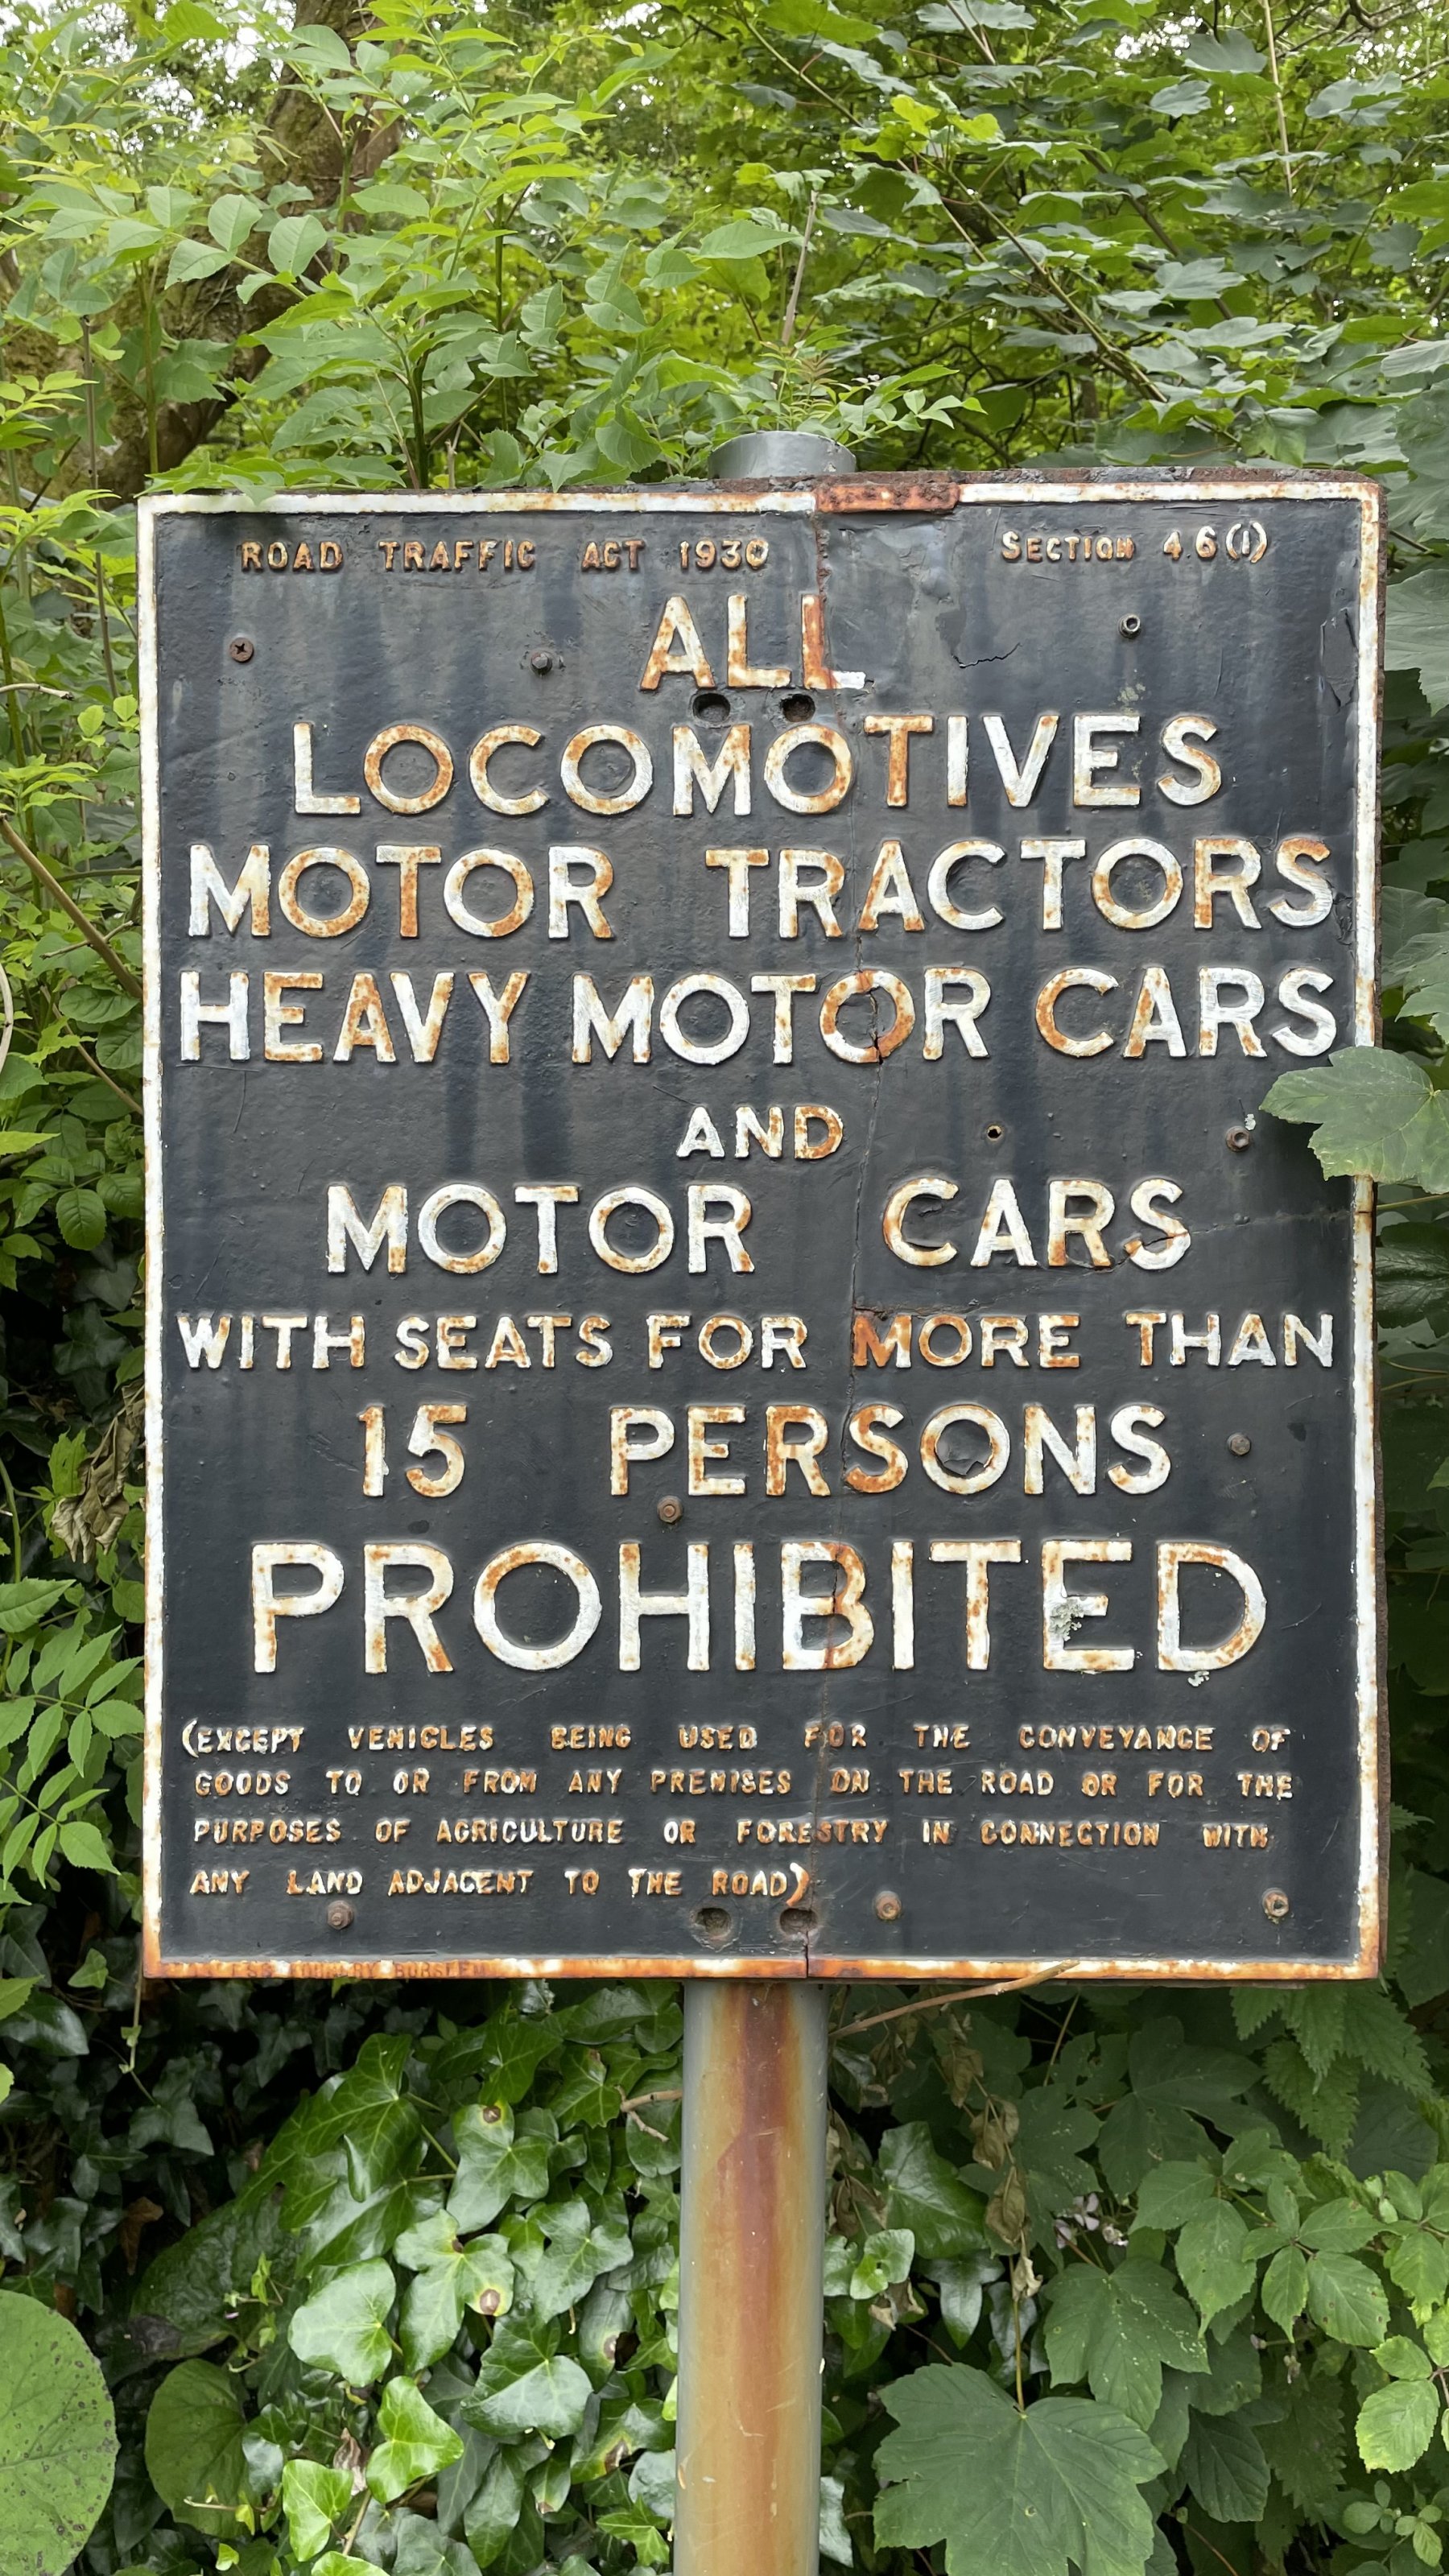 ROAD TRAFFIC ACT 1930 SECTION 46(1)
ALL
LOCOMOTIVES
MOTOR TRACTORS
HEAVY MOTOR CARS
AND
MOTOR CARS
WITH SEATS FOR MORE THAN
15 PERSONS
PROHIBITED
(EXCEPT VEHICLES BEING USED FOR THE CONVEYANCE OF
GOODS TO OR FROM ANY PREMISES ON THE ROAD OR FOR THE
PURPOSES OF AGRICULTURE OR FORESTRY IN CONNECTION WITH
ANY LAND ADJACENT TO THE ROAD)
FOUNDRY BURSLEM